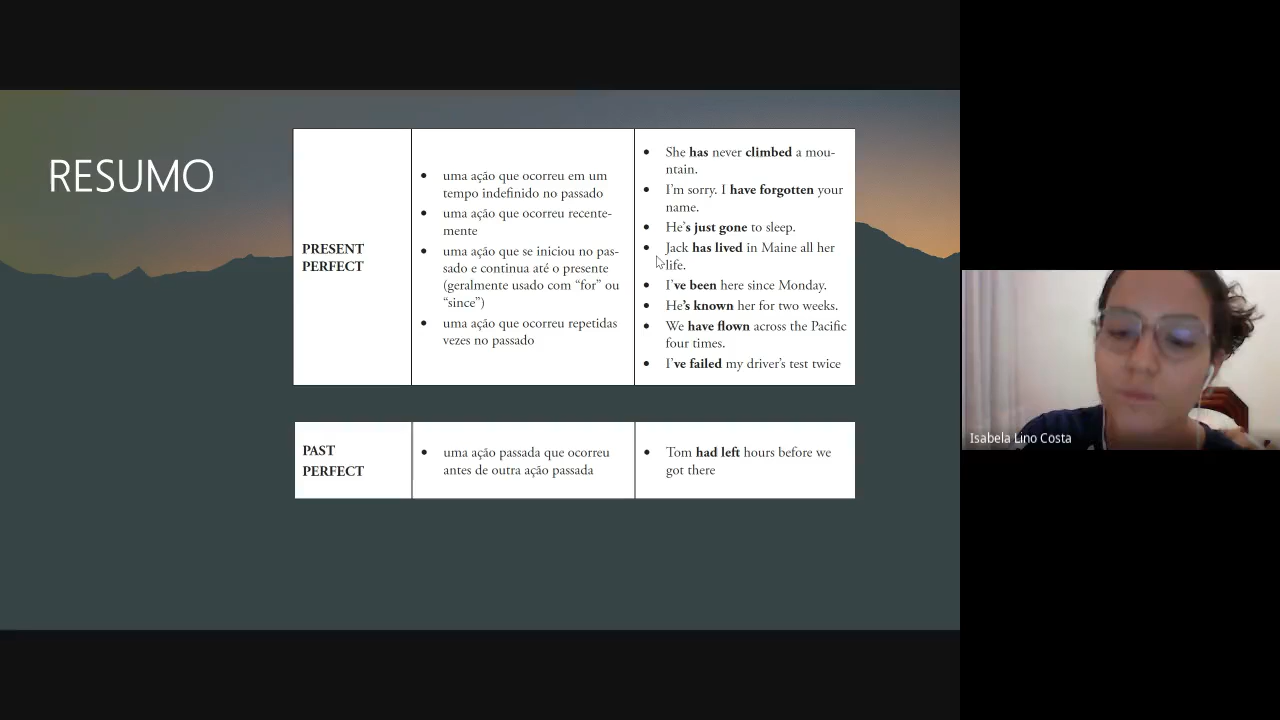 RESUMO
PRESENT
PERFECT
• uma ação que ocorreu em um
tempo indefinido no passado
• uma ação que ocorreu recente-
mente
• uma ação que se iniciou no pas-
sado e continua até o presente
(geralmente usado com “for” ou
“since”)
• uma ação que ocorreu repetidas
vezes no passado
• She has never climbed a moun-
tain.
• I’m sorry. I have forgotten your
name.
• He’s just gone to sleep.
• Jack has lived in Maine all her
life.
• I’ve been here since Monday.
• He’s known her for two weeks.
• We have flown across the Pacific
four times.
• I’ve failed my driver’s test twice
PAST
PERFECT
• uma ação passada que ocorreu
antes de outra ação passada
• Tom had left hours before we
got there
Isabela Lino Costa